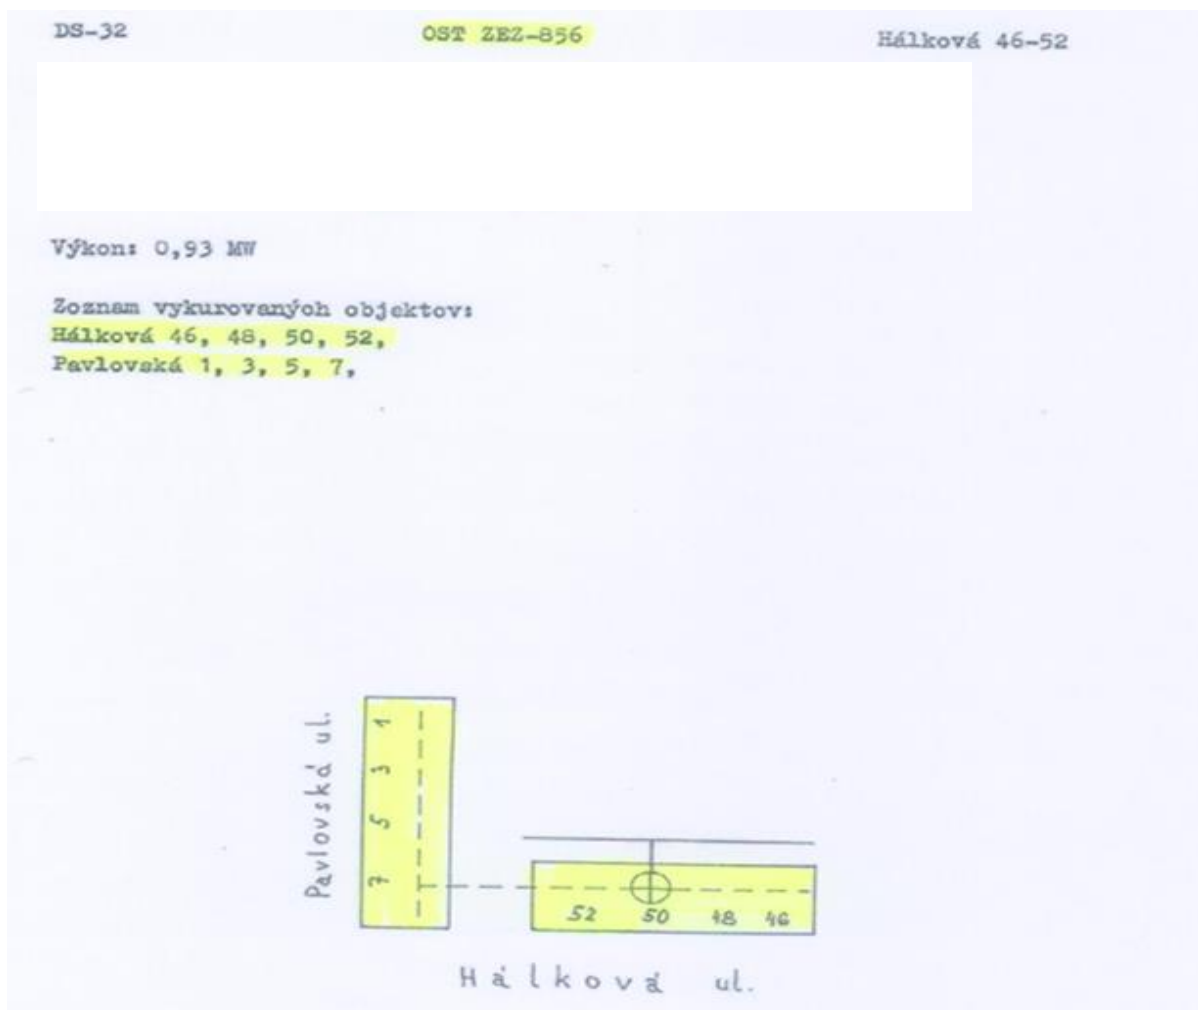 DS-32 OST ZEZ-856 Hálková 46-52
Výkon: 0,93 MW
Zoznam vykurovaných objektov:
Hálková 46, 48, 50, 52,
Pavlovská 1, 3, 5, 7,
Pavlovská ul.
1
3
5
7
52 50 48 46
Hálková ul.